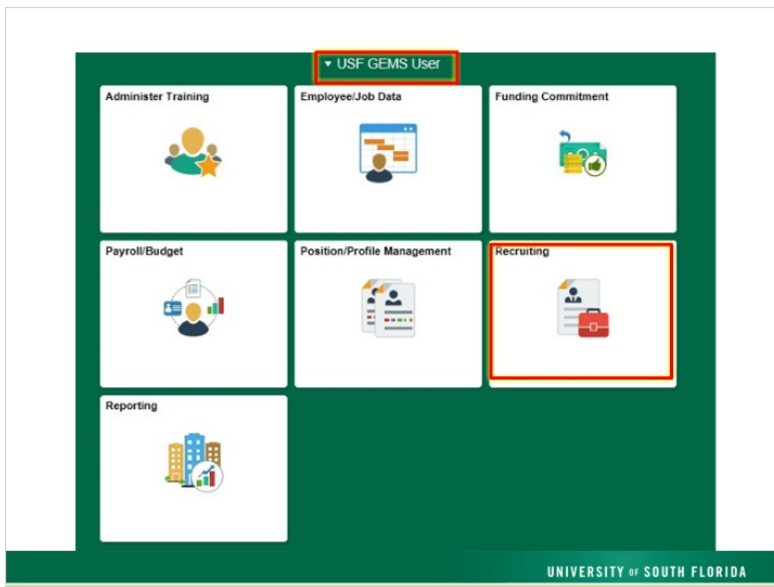 ▾ USF GEMS User
Administer Training
Employee/Job Data
Funding Commitment
Payroll/Budget
Position/Profile Management
Recruiting
Reporting
UNIVERSITY OF SOUTH FLORIDA